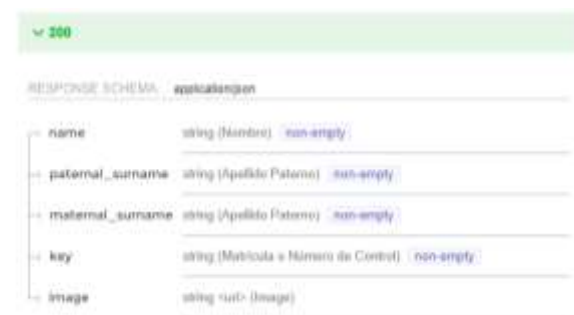 200
RESPONSE SCHEMA: application/json
name string (Nombre) non-empty
paternal_surname string (Apellido Paterno) non-empty
maternal_surname string (Apellido Paterno) non-empty
key string (Matricula o Número de Control) non-empty
image string <uri> (Image)